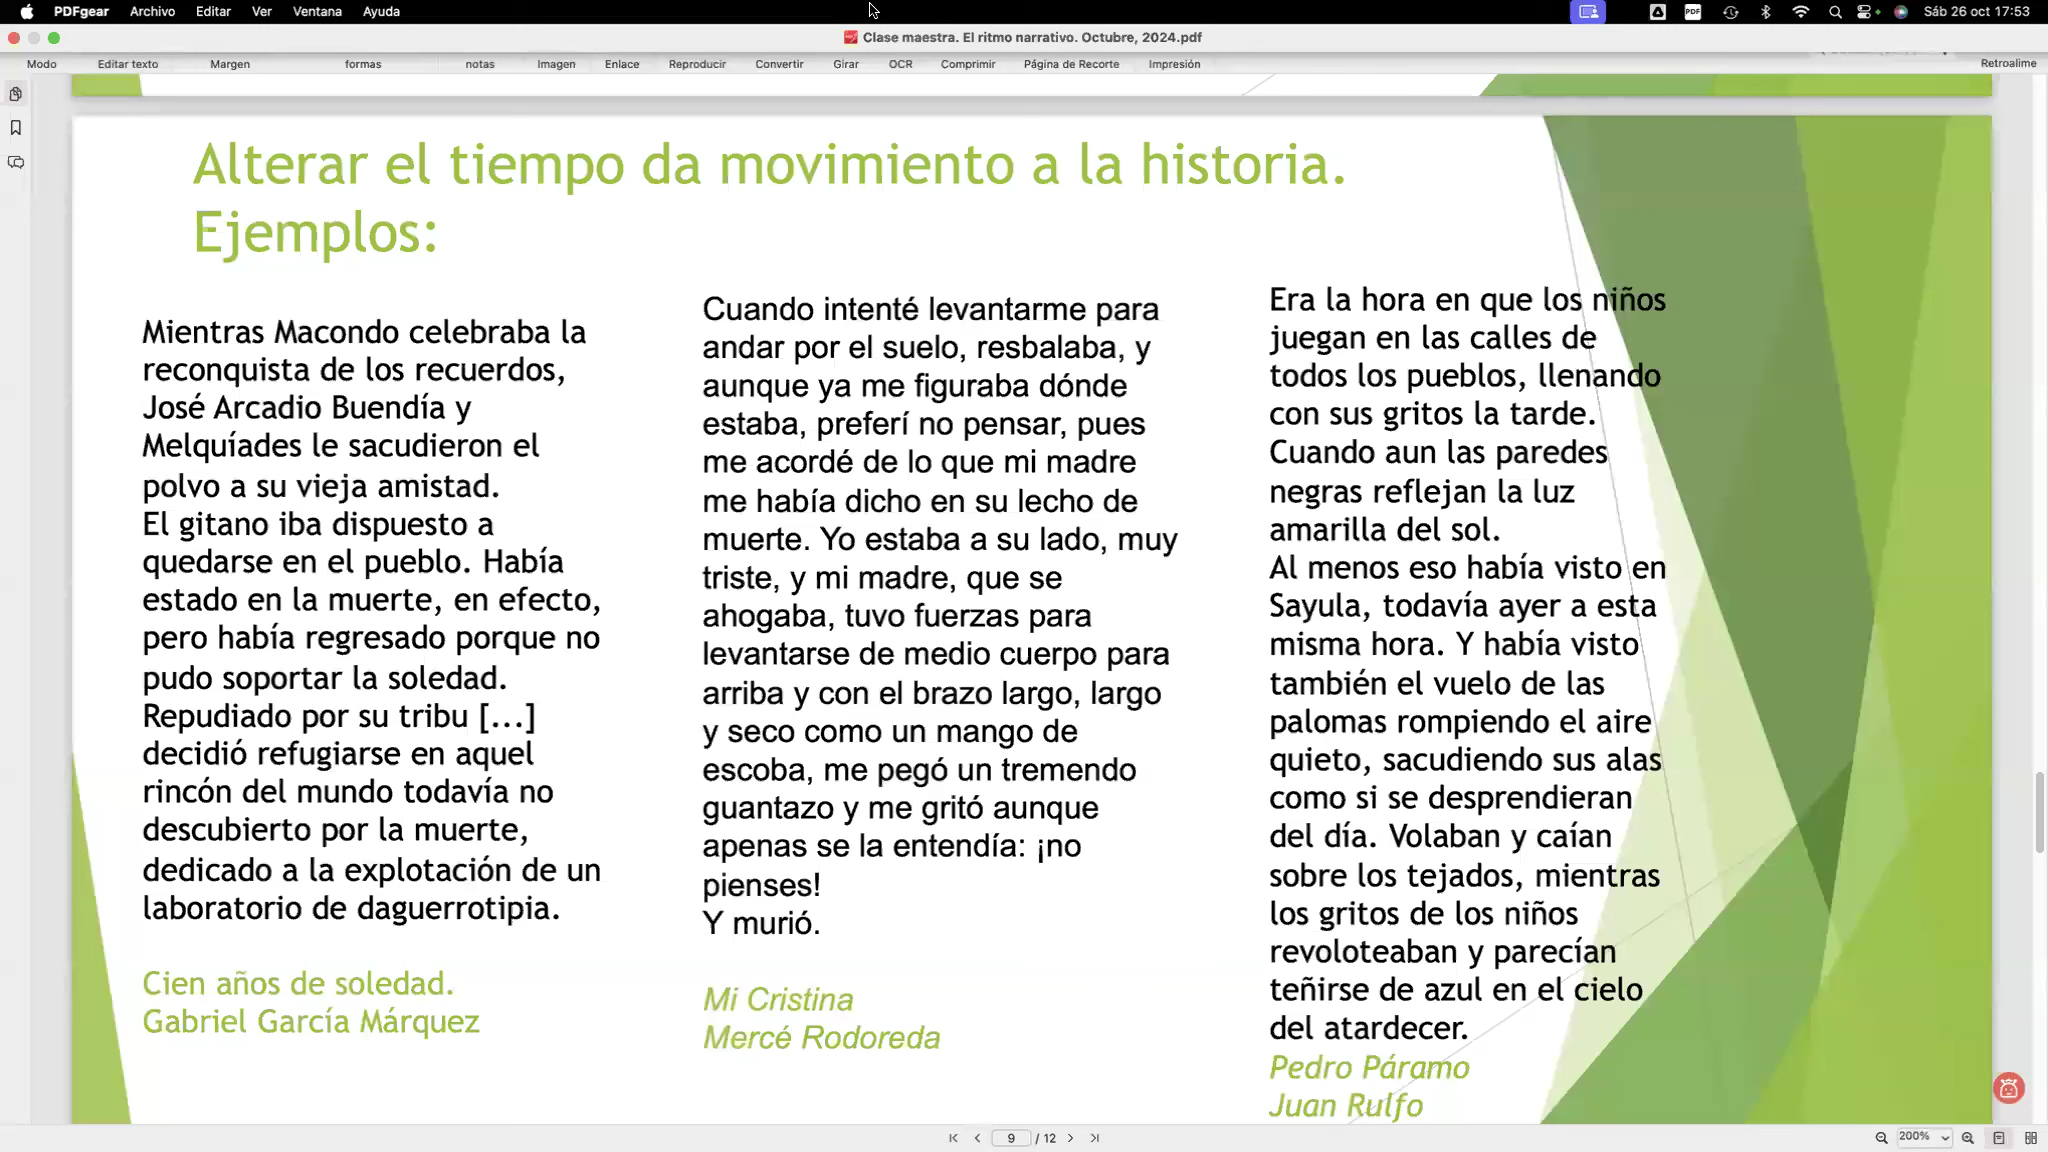 PDFgear Archivo Editar Ver Ventana Ayuda
Sáb 26 oct 17:53
Clase maestra. El ritmo narrativo. Octubre, 2024.pdf
Modo Editar texto Margen formas notas Imagen Enlace Reproducir Convertir Girar OCR Comprimir Página de Recorte Impresión Retroalime
Alterar el tiempo da movimiento a la historia.
Ejemplos:
Mientras Macondo celebraba la
reconquista de los recuerdos,
José Arcadio Buendía y
Melquíades le sacudieron el
polvo a su vieja amistad.
El gitano iba dispuesto a
quedarse en el pueblo. Había
estado en la muerte, en efecto,
pero había regresado porque no
pudo soportar la soledad.
Repudiado por su tribu [...]
decidió refugiarse en aquel
rincón del mundo todavía no
descubierto por la muerte,
dedicado a la explotación de un
laboratorio de daguerrotipia.
Cien años de soledad.
Gabriel García Márquez
Cuando intenté levantarme para
andar por el suelo, resbalaba, y
aunque ya me figuraba dónde
estaba, preferí no pensar, pues
me acordé de lo que mi madre
me había dicho en su lecho de
muerte. Yo estaba a su lado, muy
triste, y mi madre, que se
ahogaba, tuvo fuerzas para
levantarse de medio cuerpo para
arriba y con el brazo largo, largo
y seco como un mango de
escoba, me pegó un tremendo
guantazo y me gritó aunque
apenas se la entendía: ¡no
pienses!
Y murió.
Mi Cristina
Mercé Rodoreda
Era la hora en que los niños
juegan en las calles de
todos los pueblos, llenando
con sus gritos la tarde.
Cuando aun las paredes
negras reflejan la luz
amarilla del sol.
Al menos eso había visto en
Sayula, todavía ayer a esta
misma hora. Y había visto
también el vuelo de las
palomas rompiendo el aire
quieto, sacudiendo sus alas
como si se desprendieran
del día. Volaban y caían
sobre los tejados, mientras
los gritos de los niños
revoloteaban y parecían
teñirse de azul en el cielo
del atardecer.
Pedro Páramo
Juan Rulfo
9 / 12
200%